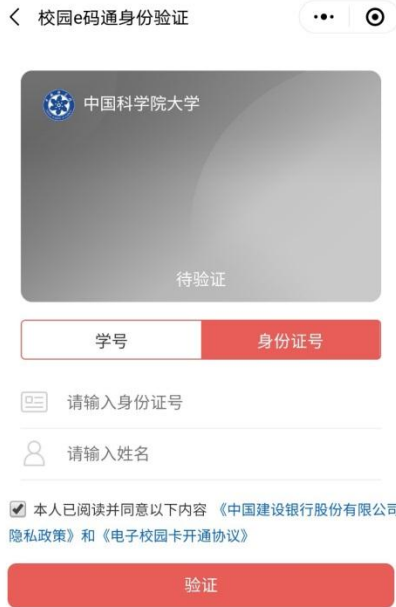 校园e码通身份验证
中国科学院大学
待验证
学号 身份证号
请输入身份证号
请输入姓名
本人已阅读并同意以下内容 《中国建设银行股份有限公司
隐私政策》和《电子校园卡开通协议》
验证